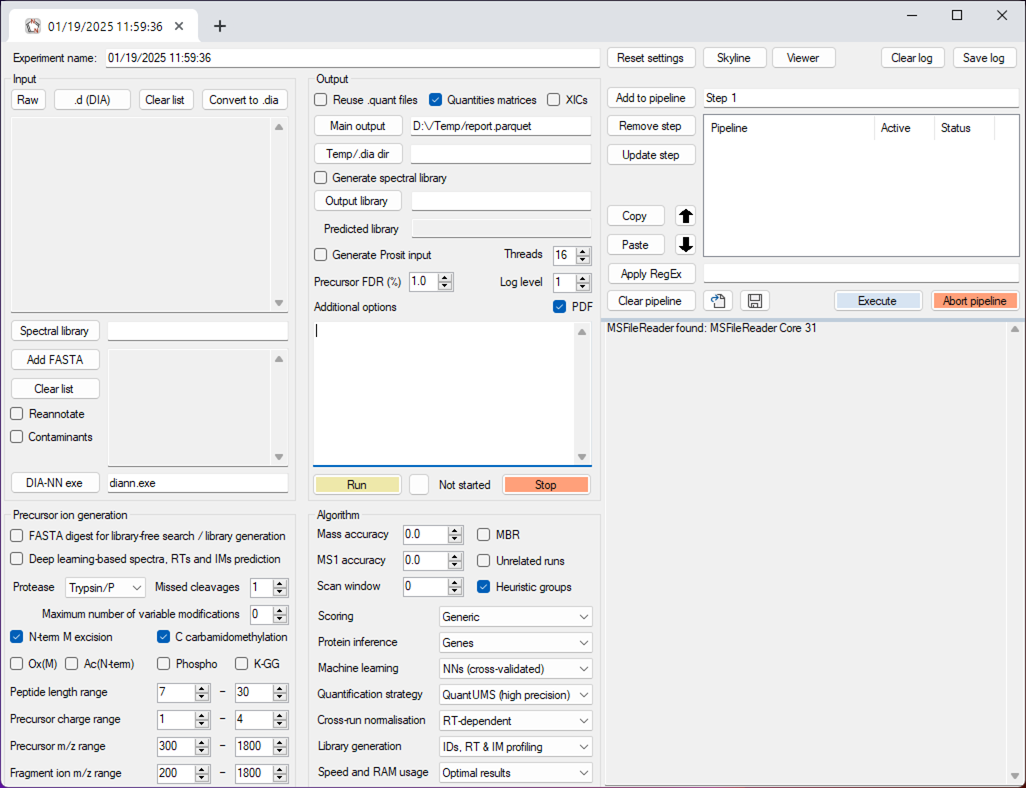 01/19/2025 11:59:36
Experiment name: 01/19/2025 11:59:36
Reset settings Skyline Viewer Clear log Save log
Input
Raw .d (DIA) Clear list Convert to .dia
Spectral library
Add FASTA
Clear list
Reannotate
Contaminants
DIA-NN exe diann.exe
Output
Reuse .quant files Quantities matrices XICs
Main output D:\/Temp/report.parquet
Temp/.dia dir
Generate spectral library
Output library
Predicted library
Generate Prosit input Threads 16
Precursor FDR (%) 1.0 Log level 1
Additional options PDF
Run Not started Stop
Add to pipeline Step 1
Remove step
Update step
Pipeline Active Status
Copy
Paste
Apply RegEx
Clear pipeline Execute Abort pipeline
MSFileReader found: MSFileReader Core 31
Precursor ion generation
FASTA digest for library-free search / library generation
Deep learning-based spectra, RTs and IMs prediction
Protease Trypsin/P Missed cleavages 1
Maximum number of variable modifications 0
N-term M excision C carbamidomethylation
Ox(M) Ac(N-term) Phospho K-GG
Peptide length range 7 - 30
Precursor charge range 1 - 4
Precursor m/z range 300 - 1800
Fragment ion m/z range 200 - 1800
Algorithm
Mass accuracy 0.0 MBR
MS1 accuracy 0.0 Unrelated runs
Scan window 0 Heuristic groups
Scoring Generic
Protein inference Genes
Machine learning NNs (cross-validated)
Quantification strategy QuantUMS (high precision)
Cross-run normalisation RT-dependent
Library generation IDs, RT & IM profiling
Speed and RAM usage Optimal results